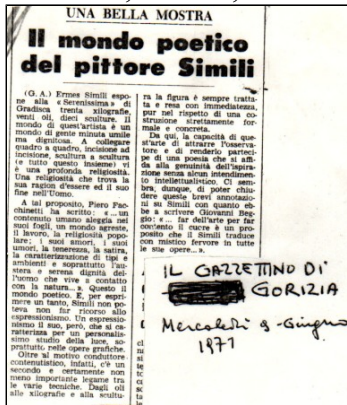 UNA BELLA MOSTRA
Il mondo poetico
del pittore Simili
(G. A.) Ermes Simili espo-
ne alla « Serenissima » di
Gradisca trenta xilografie,
venti oli, dieci sculture. Il
mondo di quest'artista è un
mondo di gente minuta umile
ma dignitosa. A collegare
quadro a quadro, incisione ad
incisione, scultura a scultura
(e tutto questo insieme) vi
è una profonda religiosità.
Una religiosità che trova la
sua ragion d'essere ed il suo
fine nell'Uomo.
A tal proposito, Piero Pac-
chinetti ha scritto: « ...un
contenuto umano aleggia nei
suoi fogli, un mondo agreste,
il lavoro, la religiosità popo-
lare; i suoi amori, i suoi
umori, la tenerezza, la satira,
la caratterizzazione di tipi e
ambienti e soprattutto l'au-
stera e serena dignità del-
l'uomo che vive a contatto
con la natura... ». Questo il
mondo poetico. E, per espri-
mere un tanto, Simili non po-
teva non far ricorso allo
espressionismo. Un espressio-
nismo il suo, però, che si ca-
ratterizza per un personalis-
simo studio della luce, so-
prattutto nelle opere grafiche.
Oltre al motivo conduttore
contenutistico, infatti, c'è un
secondo e certamente non
meno importante legame tra
le varie tecniche. Dagli oli
alle xilografie e alla scultu-
ra la figura è sempre tratta-
ta e resa con immediatezza,
pur nel rispetto di una co-
struzione strettamente for-
male e concreta.
Da qui, la capacità di que-
st'arte di attrarre l'osserva-
tore e di renderlo parteci-
pe di una poesia che si affi-
da alla genuinità dell'ispira-
zione senza alcun intendimen-
to intellettualistico. Ci sem-
bra, dunque, di poter chiu-
dere queste brevi annotazio-
ni su Simili con quanto eb-
be a scrivere Giovanni Beg-
gio: « ... far dell'arte per far
contento il cuore è un pro-
posito che il Simili traduce
con mistico fervore in tutte
le sue opere... ».
IL GAZZETTINO DI
GORIZIA
Mercoledì 9 - Giugno
1971